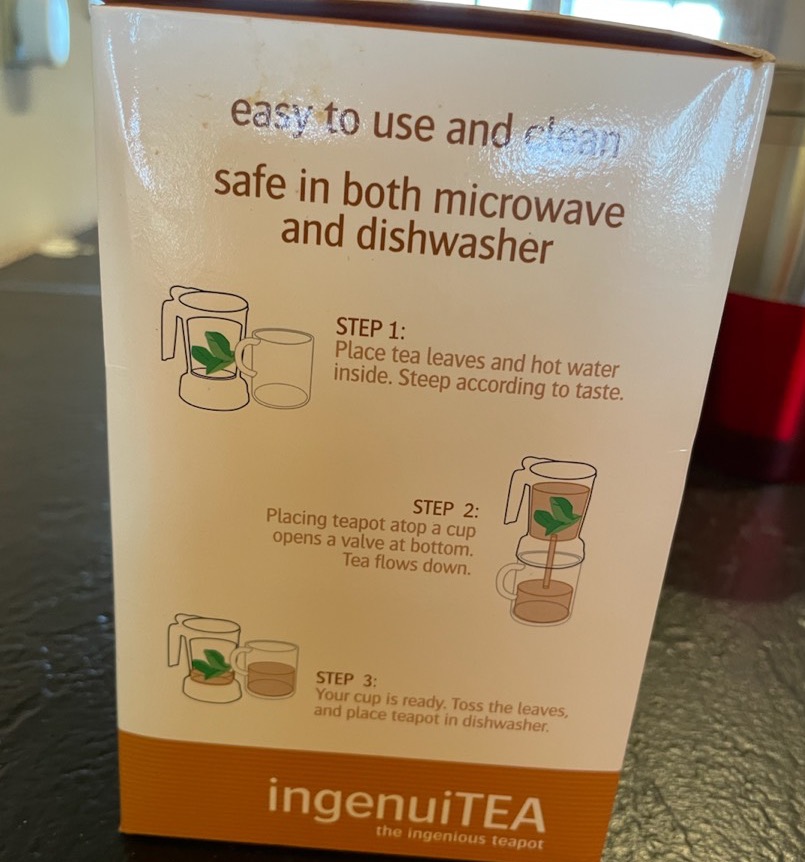 easy to use and clean
safe in both microwave
and dishwasher
STEP 1:
Place tea leaves and hot water
inside. Steep according to taste.
STEP 2:
Placing teapot atop a cup
opens a valve at bottom.
Tea flows down.
STEP 3:
Your cup is ready. Toss the leaves,
and place teapot in dishwasher.
ingenuiTEA
the ingenious teapot